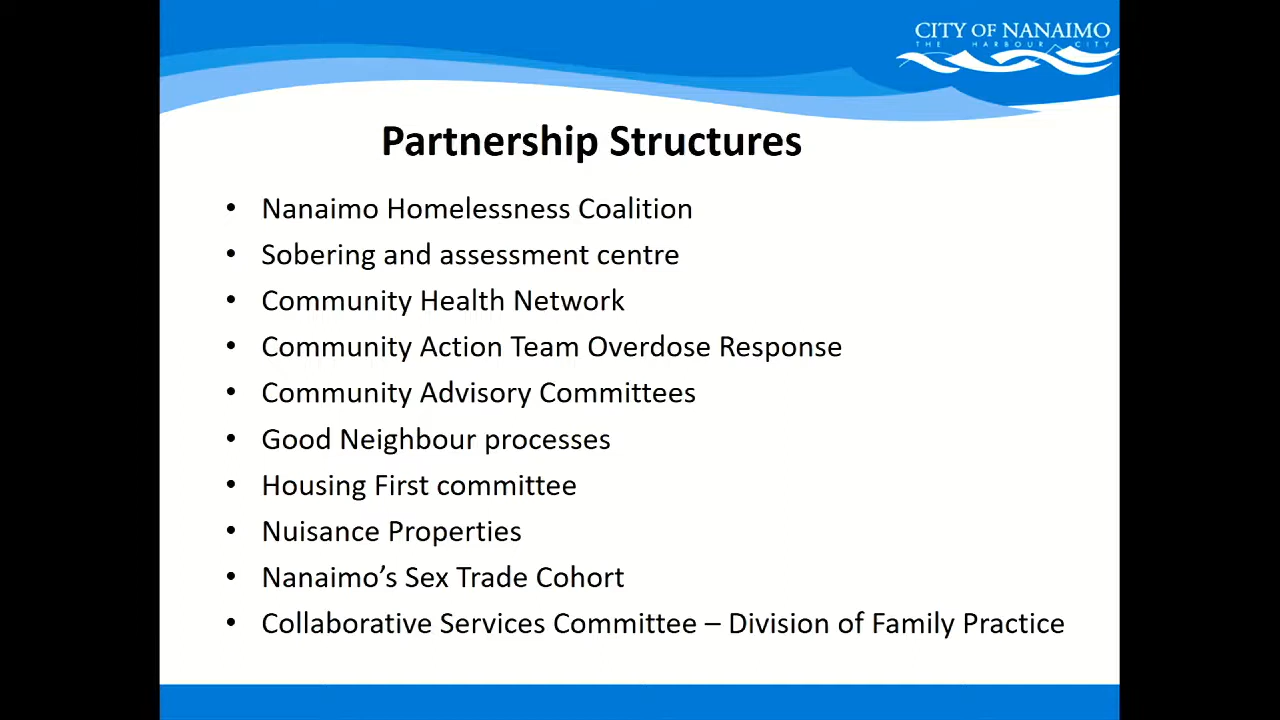 CITY OF NANAIMO
THE HARBOUR CITY
Partnership Structures
• Nanaimo Homelessness Coalition
• Sobering and assessment centre
• Community Health Network
• Community Action Team Overdose Response
• Community Advisory Committees
• Good Neighbour processes
• Housing First committee
• Nuisance Properties
• Nanaimo’s Sex Trade Cohort
• Collaborative Services Committee – Division of Family Practice